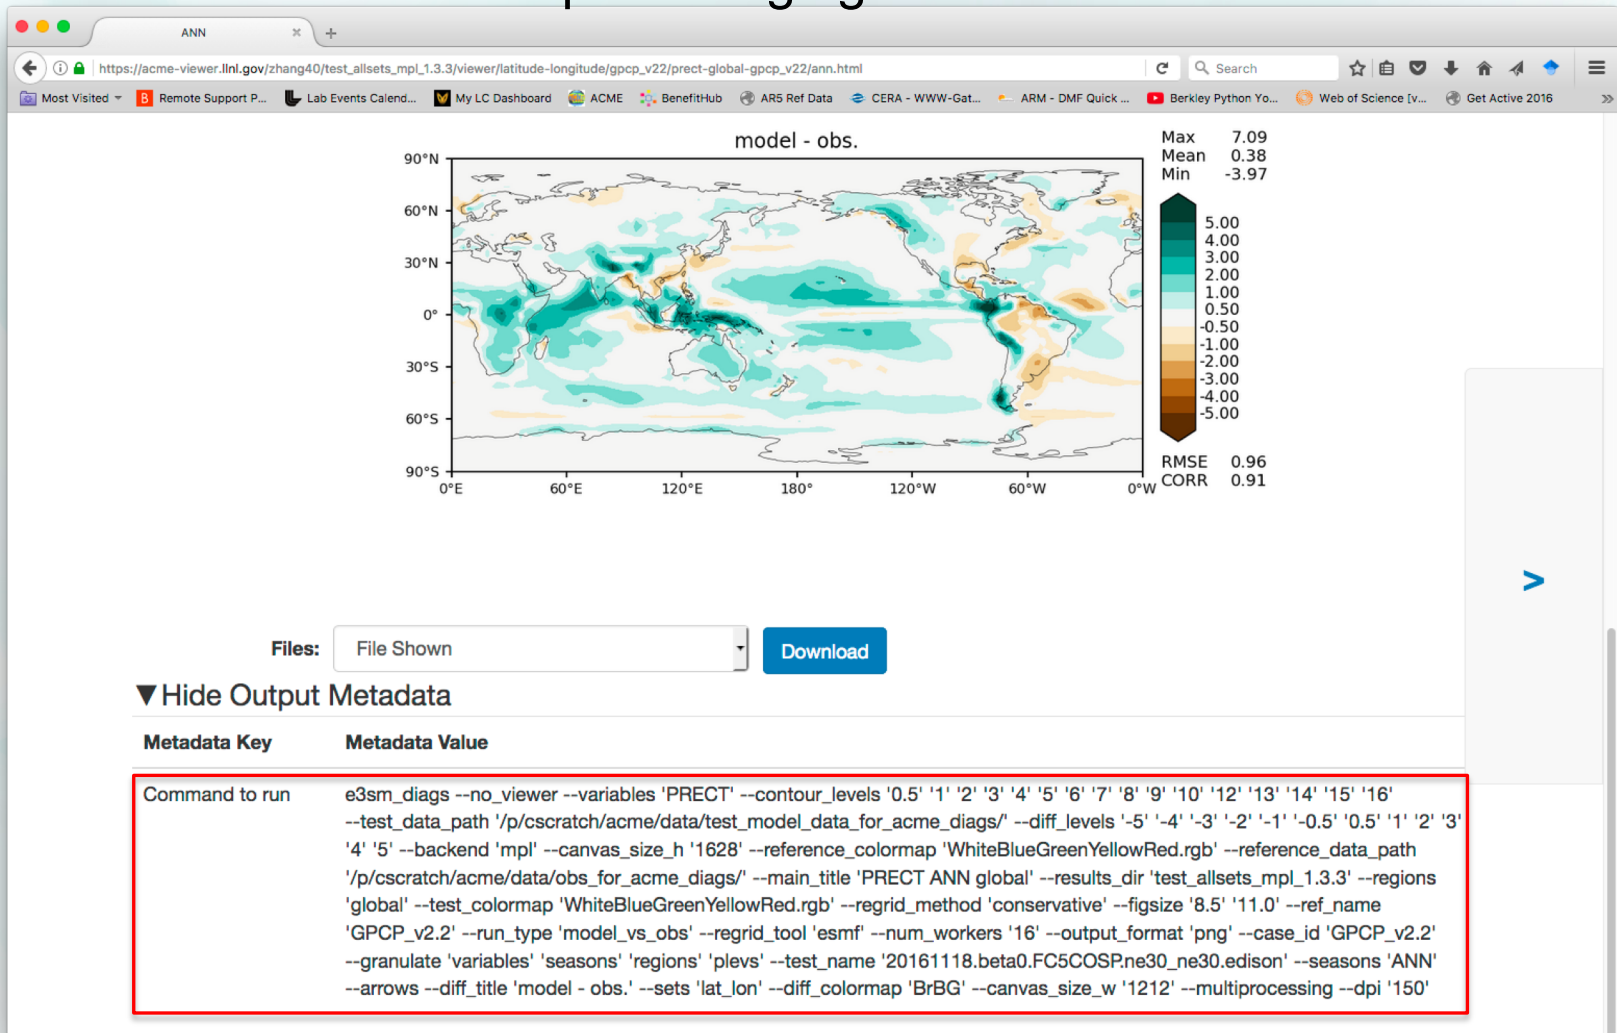 ANN
https://acme-viewer.llnl.gov/zhang40/test_allsets_mpl_1.3.3/viewer/latitude-longitude/gpcp_v22/prect-global-gpcp_v22/ann.html
Search
Most Visited
Remote Support P...
Lab Events Calend...
My LC Dashboard
ACME
BenefitHub
AR5 Ref Data
CERA - WWW-Gat...
ARM - DMF Quick ...
Berkley Python Yo...
Web of Science [v...
Get Active 2016
model - obs.
Max 7.09
Mean 0.38
Min -3.97
90°N
60°N
30°N
0°
30°S
60°S
90°S
0°E
60°E
120°E
180°
120°W
60°W
0°W
5.00
4.00
3.00
2.00
1.00
0.50
-0.50
-1.00
-2.00
-3.00
-4.00
-5.00
RMSE 0.96
CORR 0.91
>
Files: File Shown Download
▼Hide Output Metadata
Metadata Key Metadata Value
Command to run e3sm_diags --no_viewer --variables 'PRECT' --contour_levels '0.5' '1' '2' '3' '4' '5' '6' '7' '8' '9' '10' '12' '13' '14' '15' '16'
--test_data_path '/p/cscratch/acme/data/test_model_data_for_acme_diags/' --diff_levels '-5' '-4' '-3' '-2' '-1' '-0.5' '0.5' '1' '2' '3'
'4' '5' --backend 'mpl' --canvas_size_h '1628' --reference_colormap 'WhiteBlueGreenYellowRed.rgb' --reference_data_path
'/p/cscratch/acme/data/obs_for_acme_diags/' --main_title 'PRECT ANN global' --results_dir 'test_allsets_mpl_1.3.3' --regions
'global' --test_colormap 'WhiteBlueGreenYellowRed.rgb' --regrid_method 'conservative' --figsize '8.5' '11.0' --ref_name
'GPCP_v2.2' --run_type 'model_vs_obs' --regrid_tool 'esmf' --num_workers '16' --output_format 'png' --case_id 'GPCP_v2.2'
--granulate 'variables' 'seasons' 'regions' 'plevs' --test_name '20161118.beta0.FC5COSP.ne30_ne30.edison' --seasons 'ANN'
--arrows --diff_title 'model - obs.' --sets 'lat_lon' --diff_colormap 'BrBG' --canvas_size_w '1212' --multiprocessing --dpi '150'